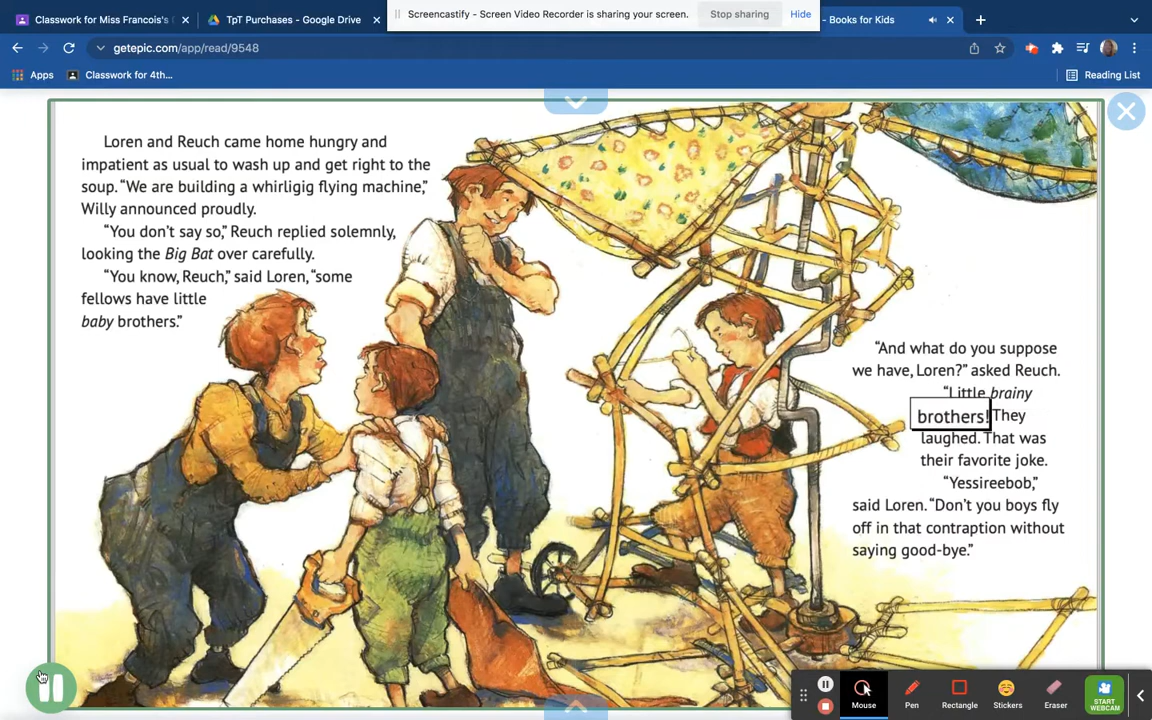 Classwork for Miss Francois's (
TpT Purchases - Google Drive
Screencastify - Screen Video Recorder is sharing your screen.
Stop sharing
Hide
- Books for Kids
getepic.com/app/read/9548
Apps
Classwork for 4th...
Reading List
Loren and Reuch came home hungry and
impatient as usual to wash up and get right to the
soup. “We are building a whirligig flying machine,”
Willy announced proudly.
“You don’t say so,” Reuch replied solemnly,
looking the Big Bat over carefully.
“You know, Reuch,” said Loren, “some
fellows have little
baby brothers.”
“And what do you suppose
we have, Loren?” asked Reuch.
“Little brainy
brothers! They
laughed. That was
their favorite joke.
“Yessireebob,”
said Loren. “Don’t you boys fly
off in that contraption without
saying good-bye.”
Mouse
Pen
Rectangle
Stickers
Eraser
START
WEBCAM